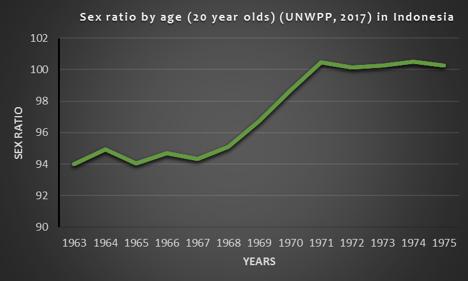 Sex ratio by age (20 year olds) (UNWPP, 2017) in Indonesia
102
100
98
96
94
92
90
SEX RATIO
1963 1964 1965 1966 1967 1968 1969 1970 1971 1972 1973 1974 1975
YEARS